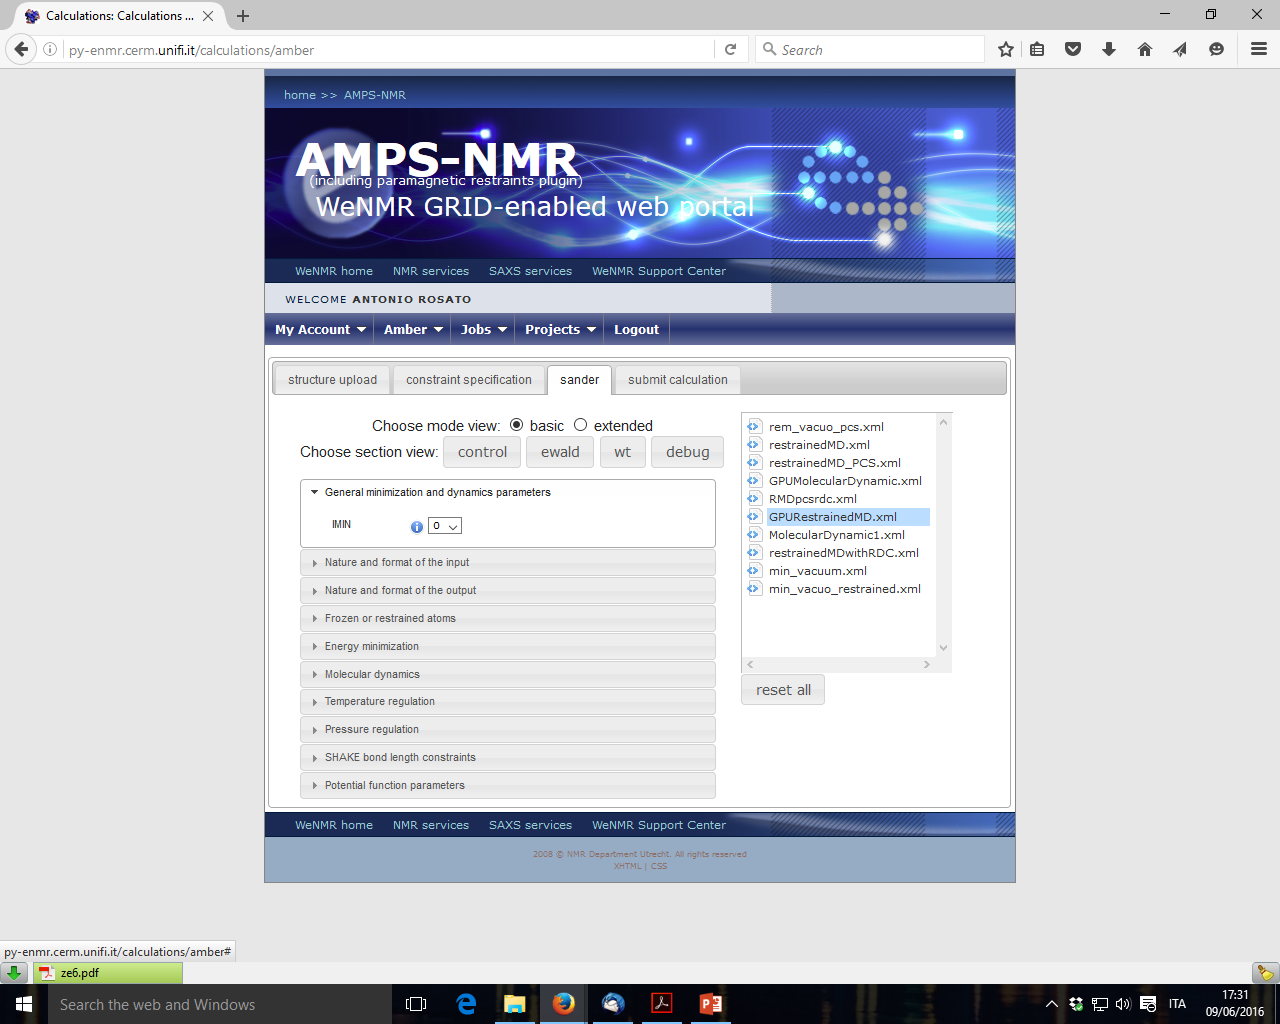 Calculations: Calculations ...
py-enmr.cerm.unifi.it/calculations/amber
Search
home >> AMPS-NMR
AMPS-NMR
(including paramagnetic restraints plugin)
WeNMR GRID-enabled web portal
WeNMR home NMR services SAXS services WeNMR Support Center
WELCOME ANTONIO ROSATO
My Account Amber Jobs Projects Logout
structure upload constraint specification sander submit calculation
Choose mode view: basic extended
Choose section view: control ewald wt debug
General minimization and dynamics parameters
IMIN 0
Nature and format of the input
Nature and format of the output
Frozen or restrained atoms
Energy minimization
Molecular dynamics
Temperature regulation
Pressure regulation
SHAKE bond length constraints
Potential function parameters
rem_vacuo_pcs.xml
restrainedMD.xml
restrainedMD_PCS.xml
GPUMolecularDynamic.xml
RMDpcsrdc.xml
GPURestrainedMD.xml
MolecularDynamic1.xml
restrainedMDwithRDC.xml
min_vacuum.xml
min_vacuo_restrained.xml
reset all
WeNMR home NMR services SAXS services WeNMR Support Center
2008 © NMR Department Utrecht. All rights reserved
XHTML | CSS
py-enmr.cerm.unifi.it/calculations/amber#
ze6.pdf
Search the web and Windows
ITA
17:31
09/06/2016